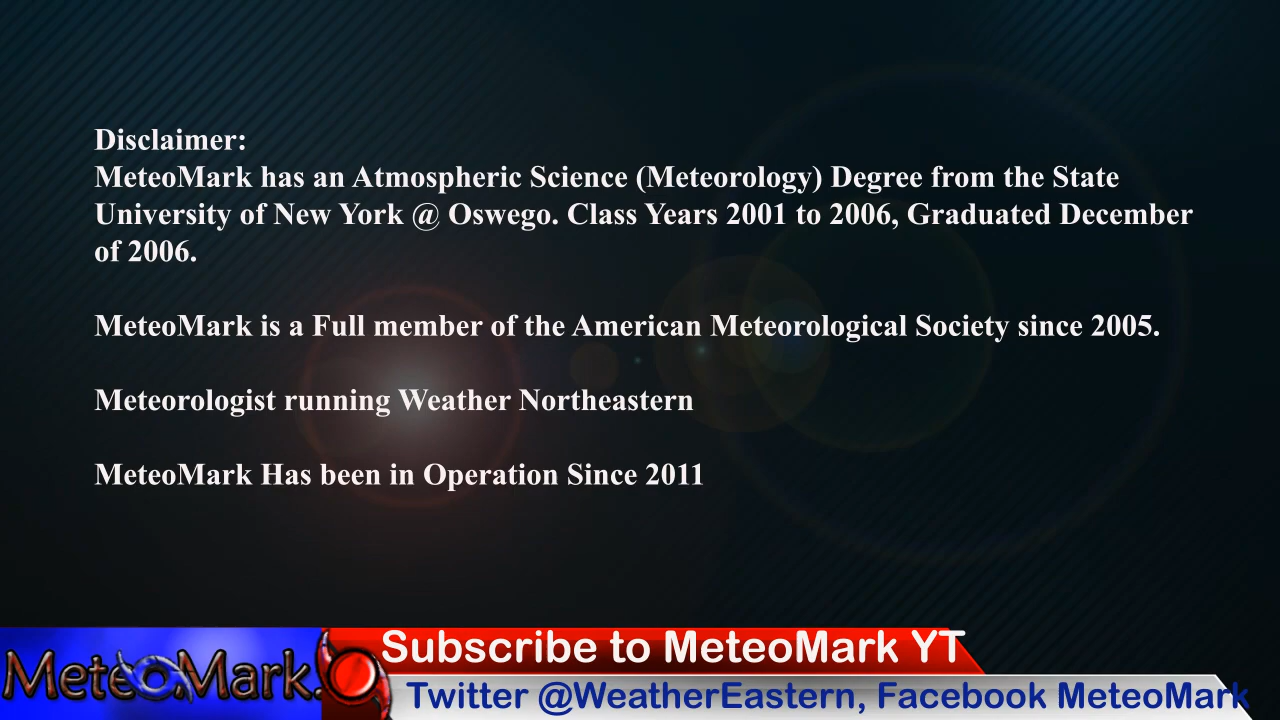 Disclaimer:
MeteoMark has an Atmospheric Science (Meteorology) Degree from the State
University of New York @ Oswego. Class Years 2001 to 2006, Graduated December
of 2006.
MeteoMark is a Full member of the American Meteorological Society since 2005.
Meteorologist running Weather Northeastern
MeteoMark Has been in Operation Since 2011
Subscribe to MeteoMark YT
MeteoMark.
Twitter @WeatherEastern, Facebook MeteoMark